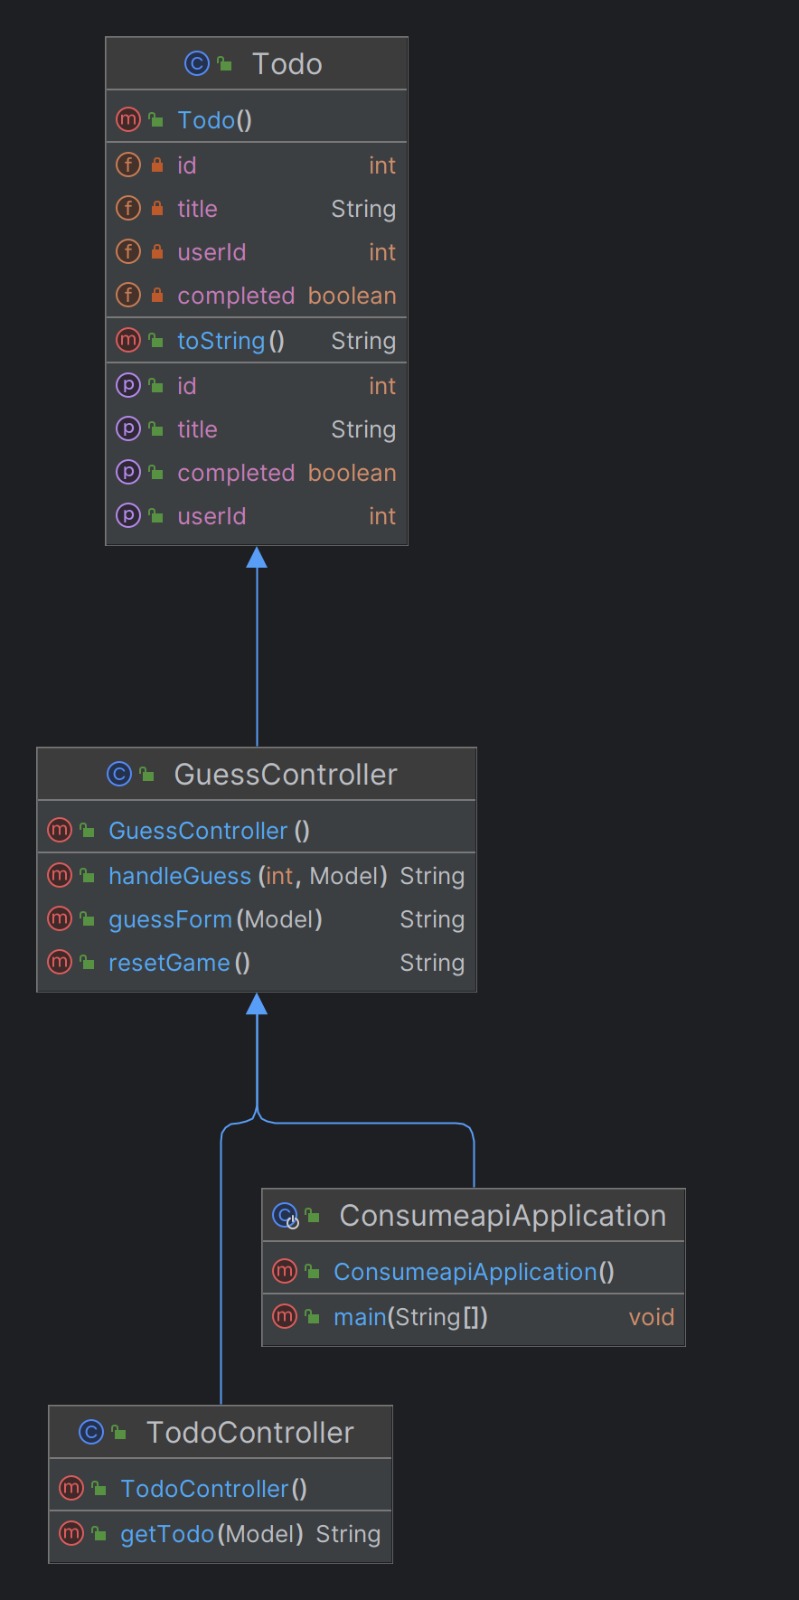 Todo
Todo()
id int
title String
userId int
completed boolean
toString() String
id int
title String
completed boolean
userId int
GuessController
GuessController()
handleGuess(int, Model) String
guessForm(Model) String
resetGame() String
ConsumeapiApplication
ConsumeapiApplication()
main(String[]) void
TodoController
TodoController()
getTodo(Model) String